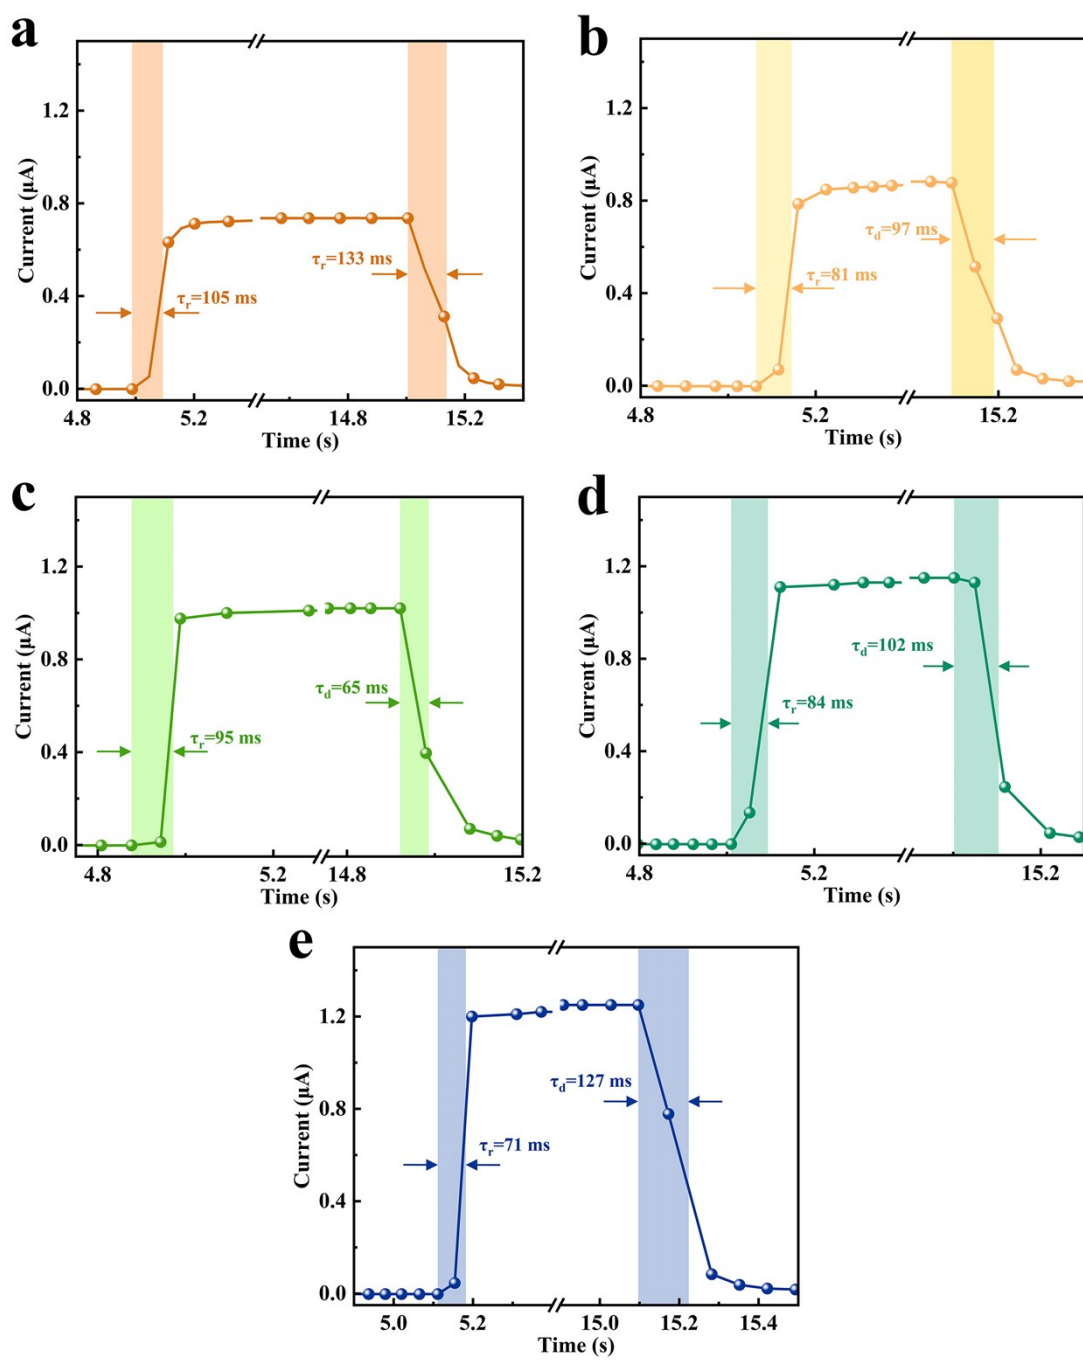 a
1.2
0.8
0.4
0.0
Current (μA)
τr=133 ms
τr=105 ms
4.8
5.2
14.8
15.2
Time (s)
b
1.2
0.8
0.4
0.0
Current (μA)
τd=97 ms
τr=81 ms
4.8
5.2
15.2
Time (s)
c
1.2
0.8
0.4
0.0
Current (μA)
τd=65 ms
τr=95 ms
4.8
5.2
14.8
15.2
Time (s)
d
1.2
0.8
0.4
0.0
Current (μA)
τd=102 ms
τr=84 ms
4.8
5.2
15.2
Time (s)
e
1.2
0.8
0.4
0.0
Current (μA)
τd=127 ms
τr=71 ms
5.0
5.2
15.0
15.2
15.4
Time (s)